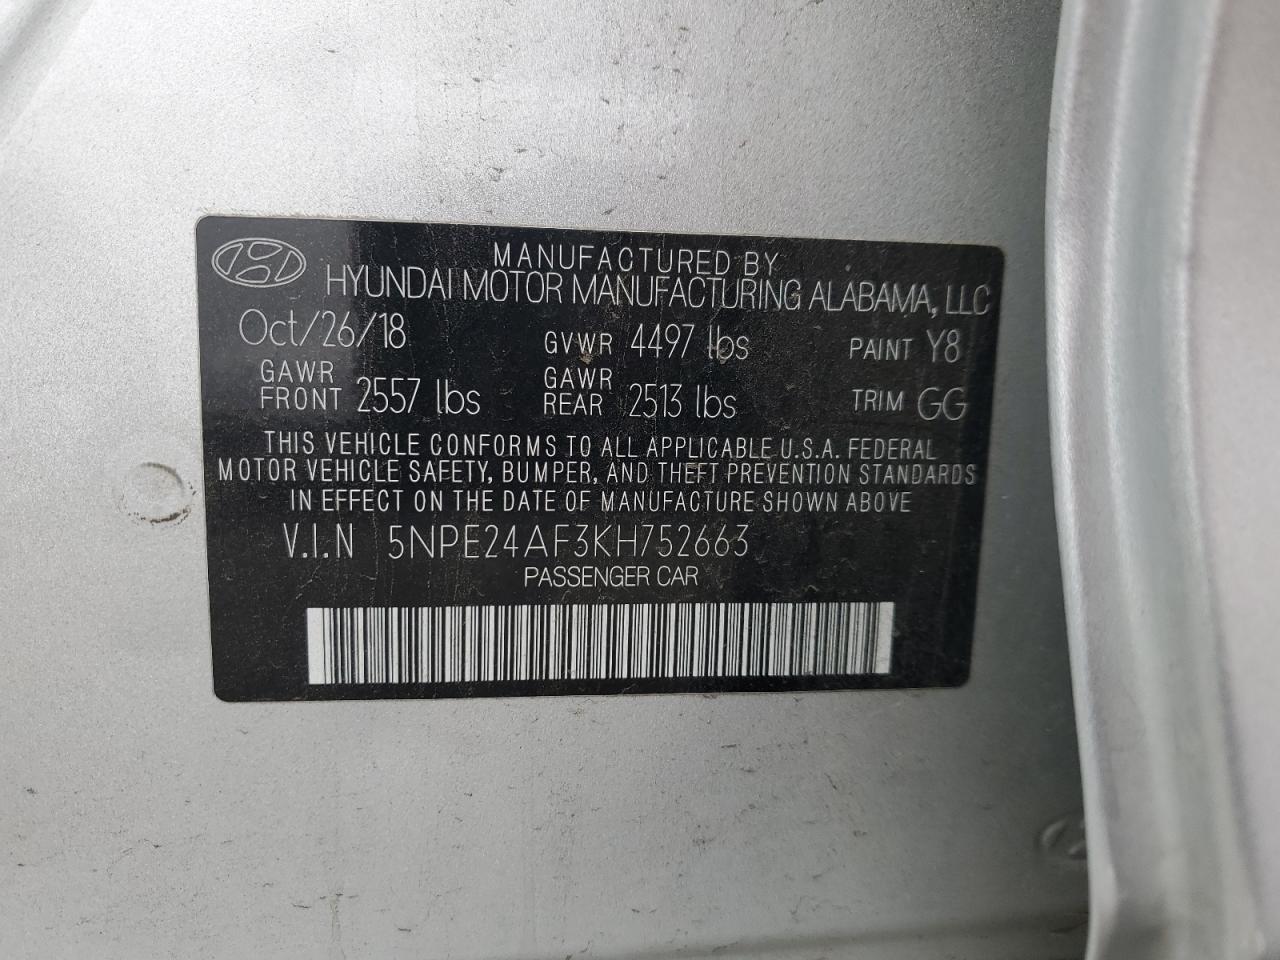 MANUFACTURED BY
HYUNDAI MOTOR MANUFACTURING ALABAMA, LLC
Oct/26/18 GVWR 4497 lbs PAINT Y8
GAWR FRONT 2557 lbs GAWR REAR 2513 lbs TRIM GG
THIS VEHICLE CONFORMS TO ALL APPLICABLE U.S.A. FEDERAL
MOTOR VEHICLE SAFETY, BUMPER, AND THEFT PREVENTION STANDARDS
IN EFFECT ON THE DATE OF MANUFACTURE SHOWN ABOVE
V.I.N 5NPE24AF3KH752663
PASSENGER CAR